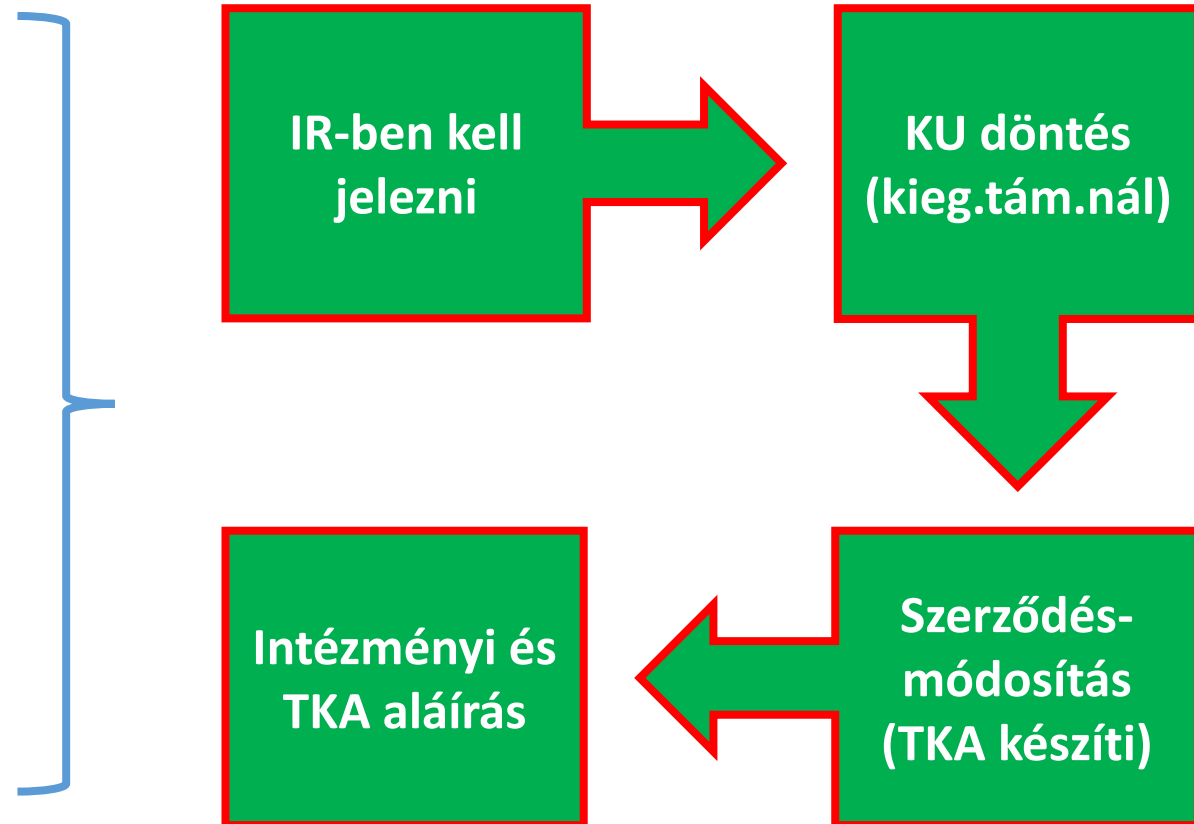 IR-ben kell
jelezni
KU döntés
(kieg.tám.nál)
Szerződés-
módosítás
(TKA készíti)
Intézményi és
TKA aláírás